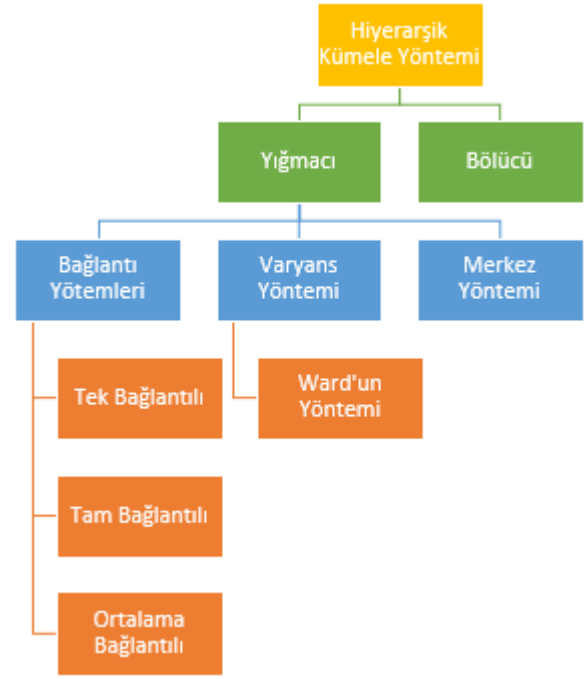 Hiyerarşik
Kümele Yöntemi
Yığmacı
Bölücü
Bağlantı
Yötemleri
Varyans
Yöntemi
Merkez
Yöntemi
Tek Bağlantılı
Ward'un
Yöntemi
Tam Bağlantılı
Ortalama
Bağlantılı